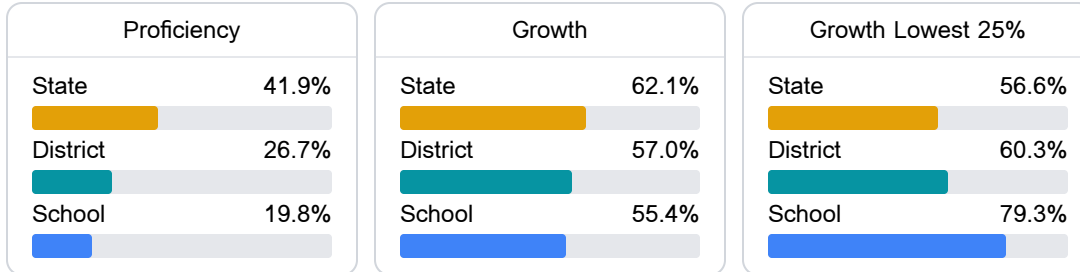 Proficiency
State 41.9%
District 26.7%
School 19.8%
Growth
State 62.1%
District 57.0%
School 55.4%
Growth Lowest 25%
State 56.6%
District 60.3%
School 79.3%